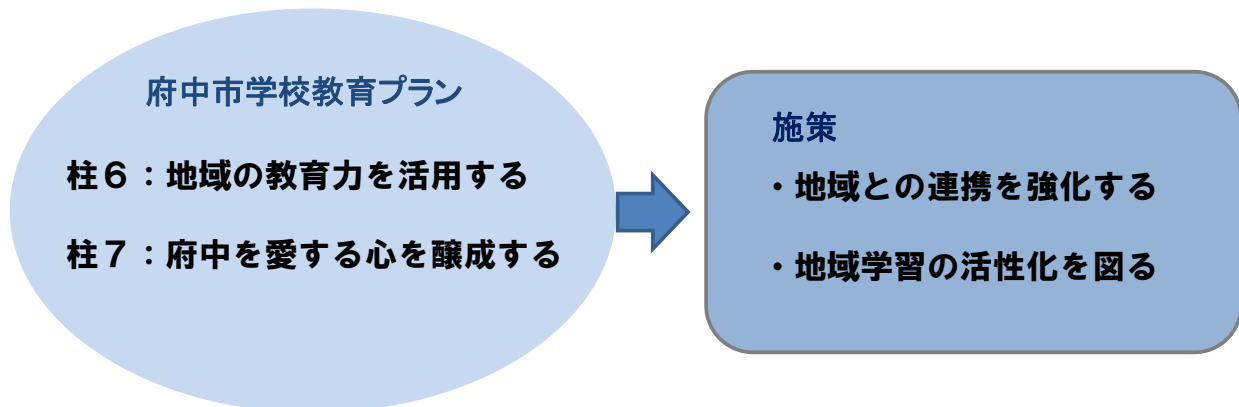 府中市学校教育プラン
柱６：地域の教育力を活用する
柱７：府中を愛する心を醸成する
施策
・地域との連携を強化する
・地域学習の活性化を図る